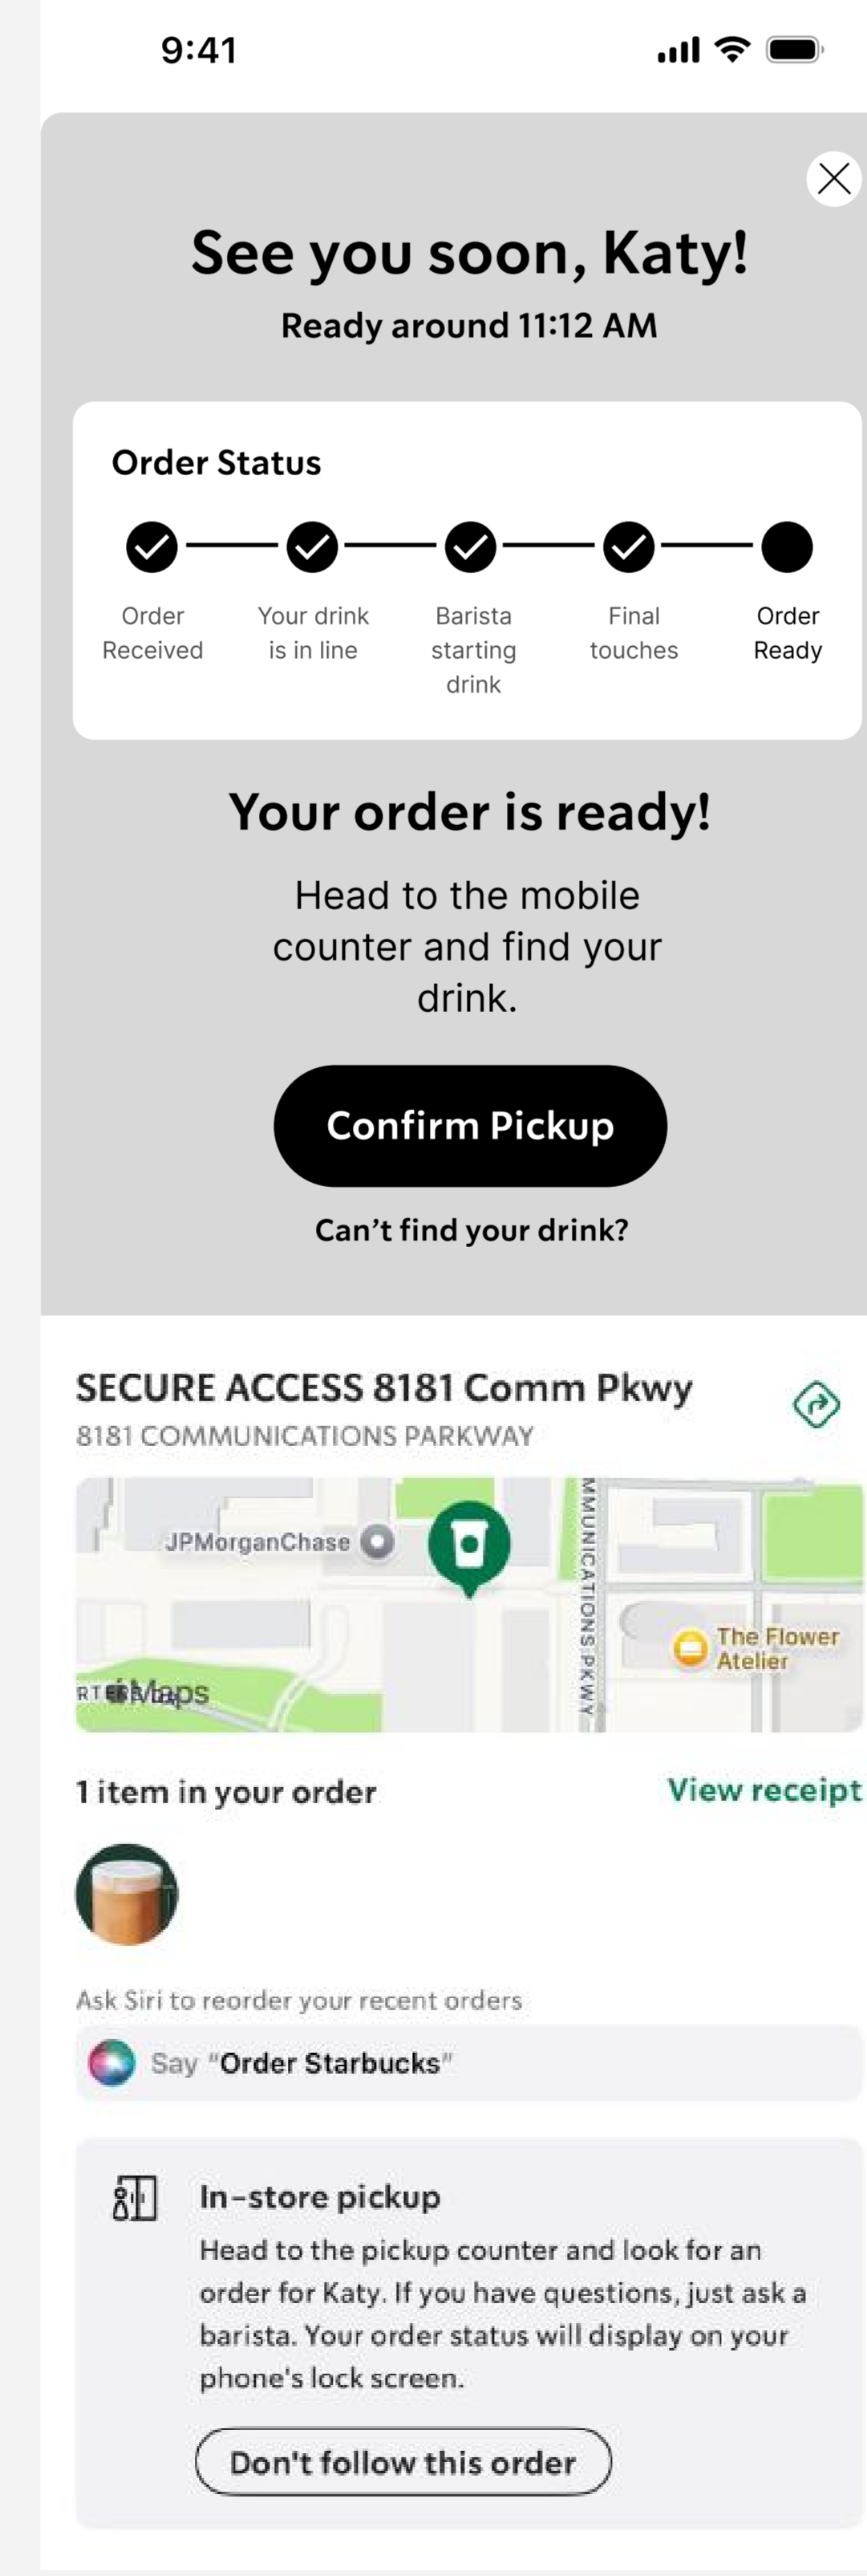 9:41
See you soon, Katy!
Ready around 11:12 AM
Order Status
Order Received
Your drink is in line
Barista starting drink
Final touches
Order Ready
Your order is ready!
Head to the mobile
counter and find your
drink.
Confirm Pickup
Can't find your drink?
SECURE ACCESS 8181 Comm Pkwy
8181 COMMUNICATIONS PARKWAY
JPMorganChase
MMUNICATIONS PKWY
The Flower
Atelier
Maps
1 item in your order
View receipt
Ask Siri to reorder your recent orders
Say "Order Starbucks"
In-store pickup
Head to the pickup counter and look for an
order for Katy. If you have questions, just ask a
barista. Your order status will display on your
phone's lock screen.
Don't follow this order